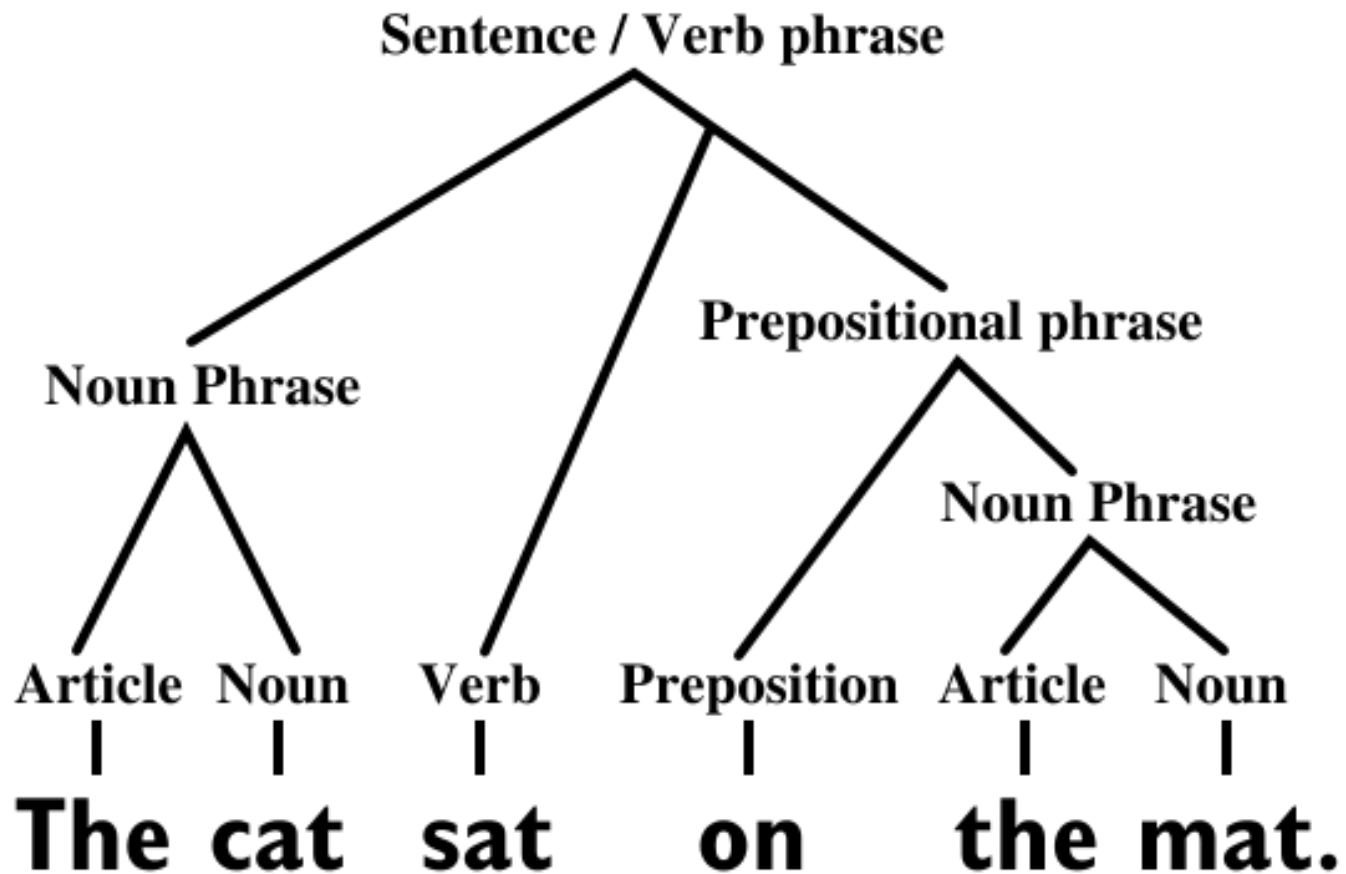 Sentence / Verb phrase
Prepositional phrase
Noun Phrase
Noun Phrase
Article Noun Verb Preposition Article Noun
The cat sat on the mat.